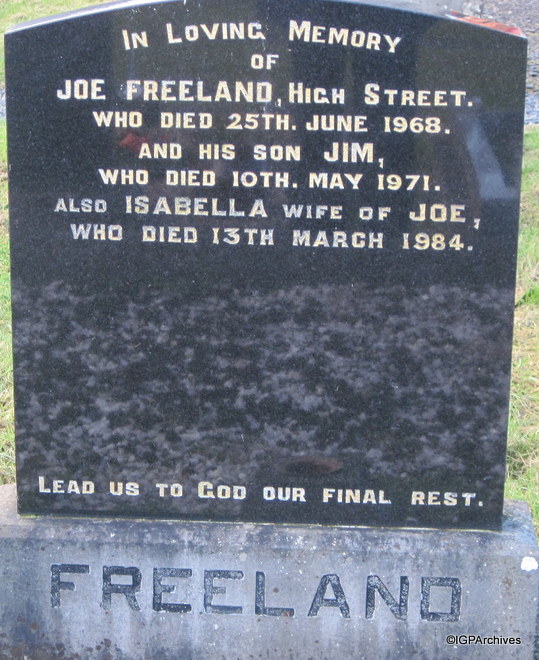 In Loving Memory
OF
JOE FREELAND, High Street.
WHO DIED 25TH. JUNE 1968.
AND HIS SON JIM,
WHO DIED 10TH. MAY 1971.
ALSO ISABELLA WIFE OF JOE,
WHO DIED 13TH MARCH 1984.
Lead us to God our final rest.
FREELAND
©IGPArchives